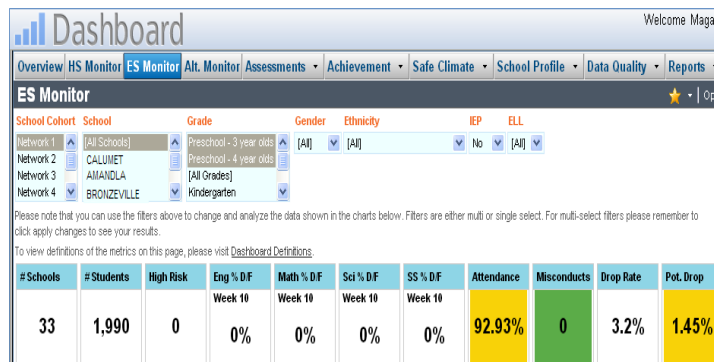 Dashboard
Welcome Maga
Overview HS Monitor ES Monitor Alt. Monitor Assessments Achievement Safe Climate School Profile Data Quality Reports
ES Monitor
Op
School Cohort School Grade Gender Ethnicity IEP ELL
Network 1 [All Schools] Preschool - 3 year olds [All] [All] No [All]
Network 2 CALUMET Preschool - 4 year olds
Network 3 AMANDLA [All Grades]
Network 4 BRONZEVILLE Kindergarten
Please note that you can use the filters above to change and analyze the data shown in the charts below. Filters are either multi or single select. For multi-select filters please remember to
click apply changes to see your results.
To view definitions of the metrics on this page, please visit Dashboard Definitions.
# Schools # Students High Risk Eng % D/F Math % D/F Sci % D/F SS % D/F Attendance Misconducts Drop Rate Pot. Drop
Week 10 Week 10 Week 10 Week 10
33 1,990 0 0% 0% 0% 0% 92.93% 0 3.2% 1.45%